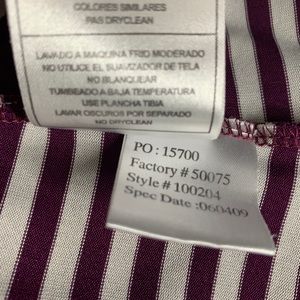 COLORES SIMILARES
PAS DRYCLEAN
LAVADO A MAQUINA FRIO MODERADO
NO UTILICE EL SUAVIZADOR DE TELA
NO BLANQUEAR
TUMBEADO A BAJA TEMPERATURA
USE PLANCHA TIBIA
LAVAR OSCUROS POR SEPARADO
NO DRYCLEAN
PO : 15700
Factory # 50075
Style # 100204
Spec Date :060409